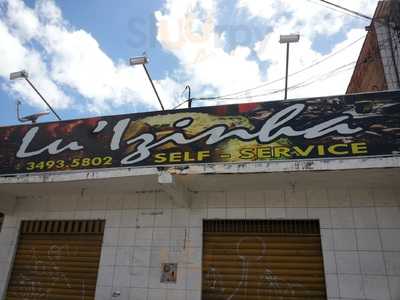 Lu'Izinha
3493.5802
SELF - SERVICE